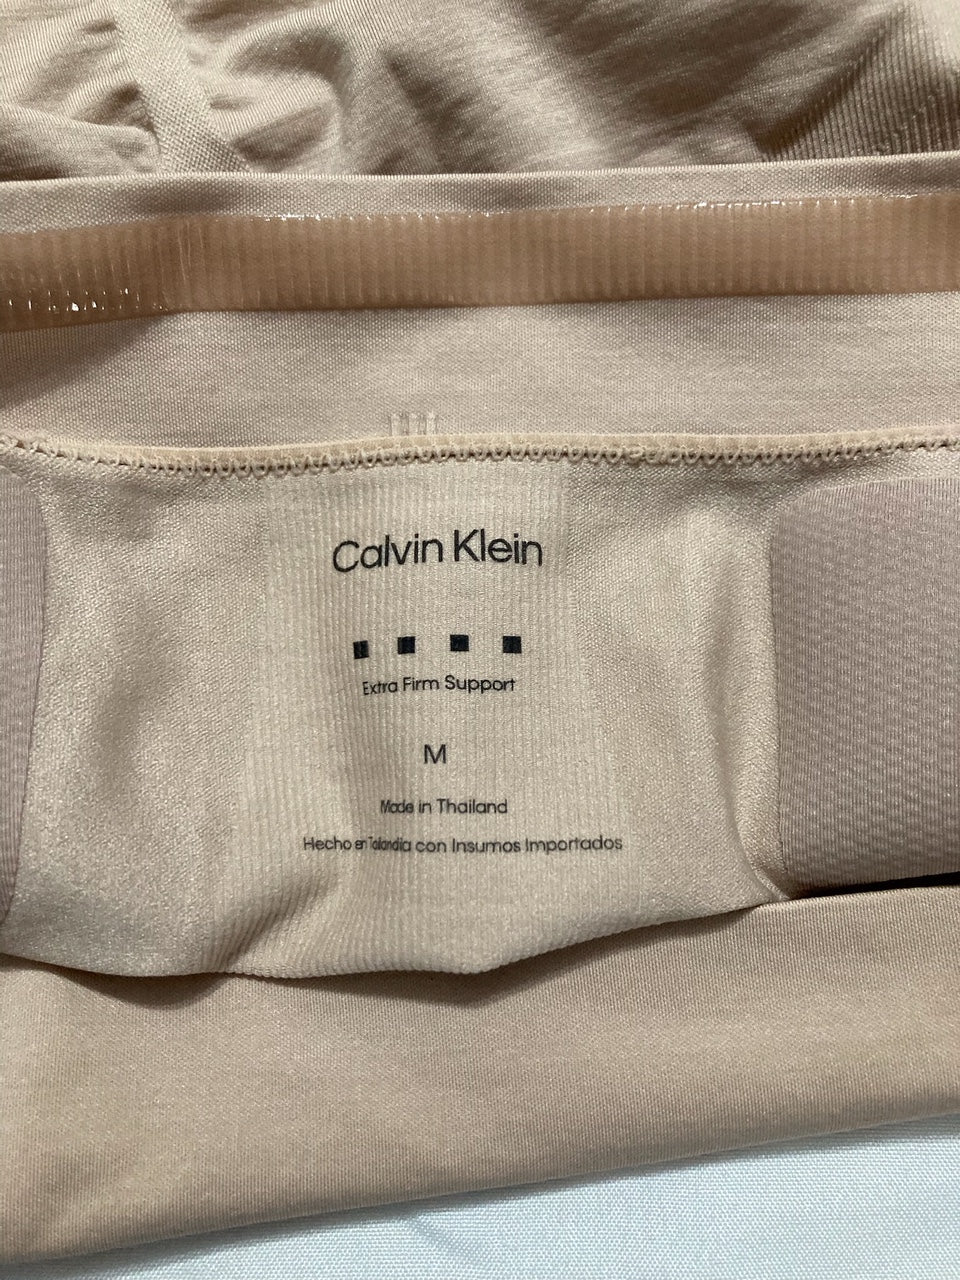 Calvin Klein
Extra Firm Support
M
Made in Thailand
Hecho en Tailandia con Insumos Importados